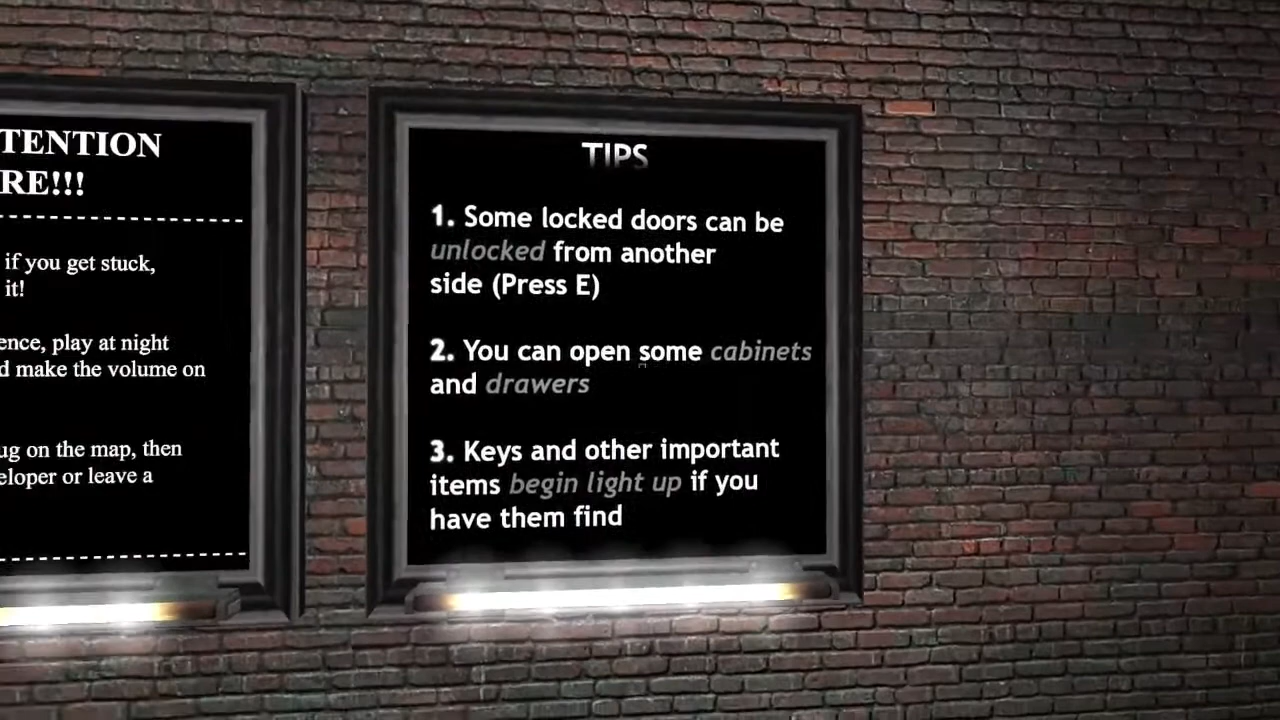 TENTION
RE!!!
if you get stuck,
it!
ence, play at night
d make the volume on
ug on the map, then
eloper or leave a
TIPS
1. Some locked doors can be
unlocked from another
side (Press E)
2. You can open some cabinets
and drawers
3. Keys and other important
items begin light up if you
have them find